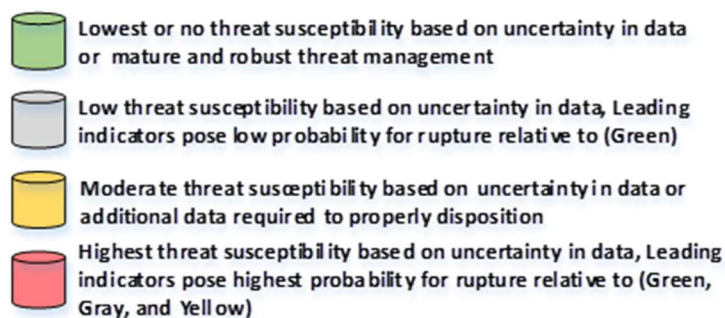 Lowest or no threat susceptibility based on uncertainty in data
or mature and robust threat management
Low threat susceptibility based on uncertainty in data, Leading
indicators pose low probability for rupture relative to (Green)
Moderate threat susceptibility based on uncertainty in data or
additional data required to properly disposition
Highest threat susceptibility based on uncertainty in data, Leading
indicators pose highest probability for rupture relative to (Green,
Gray, and Yellow)